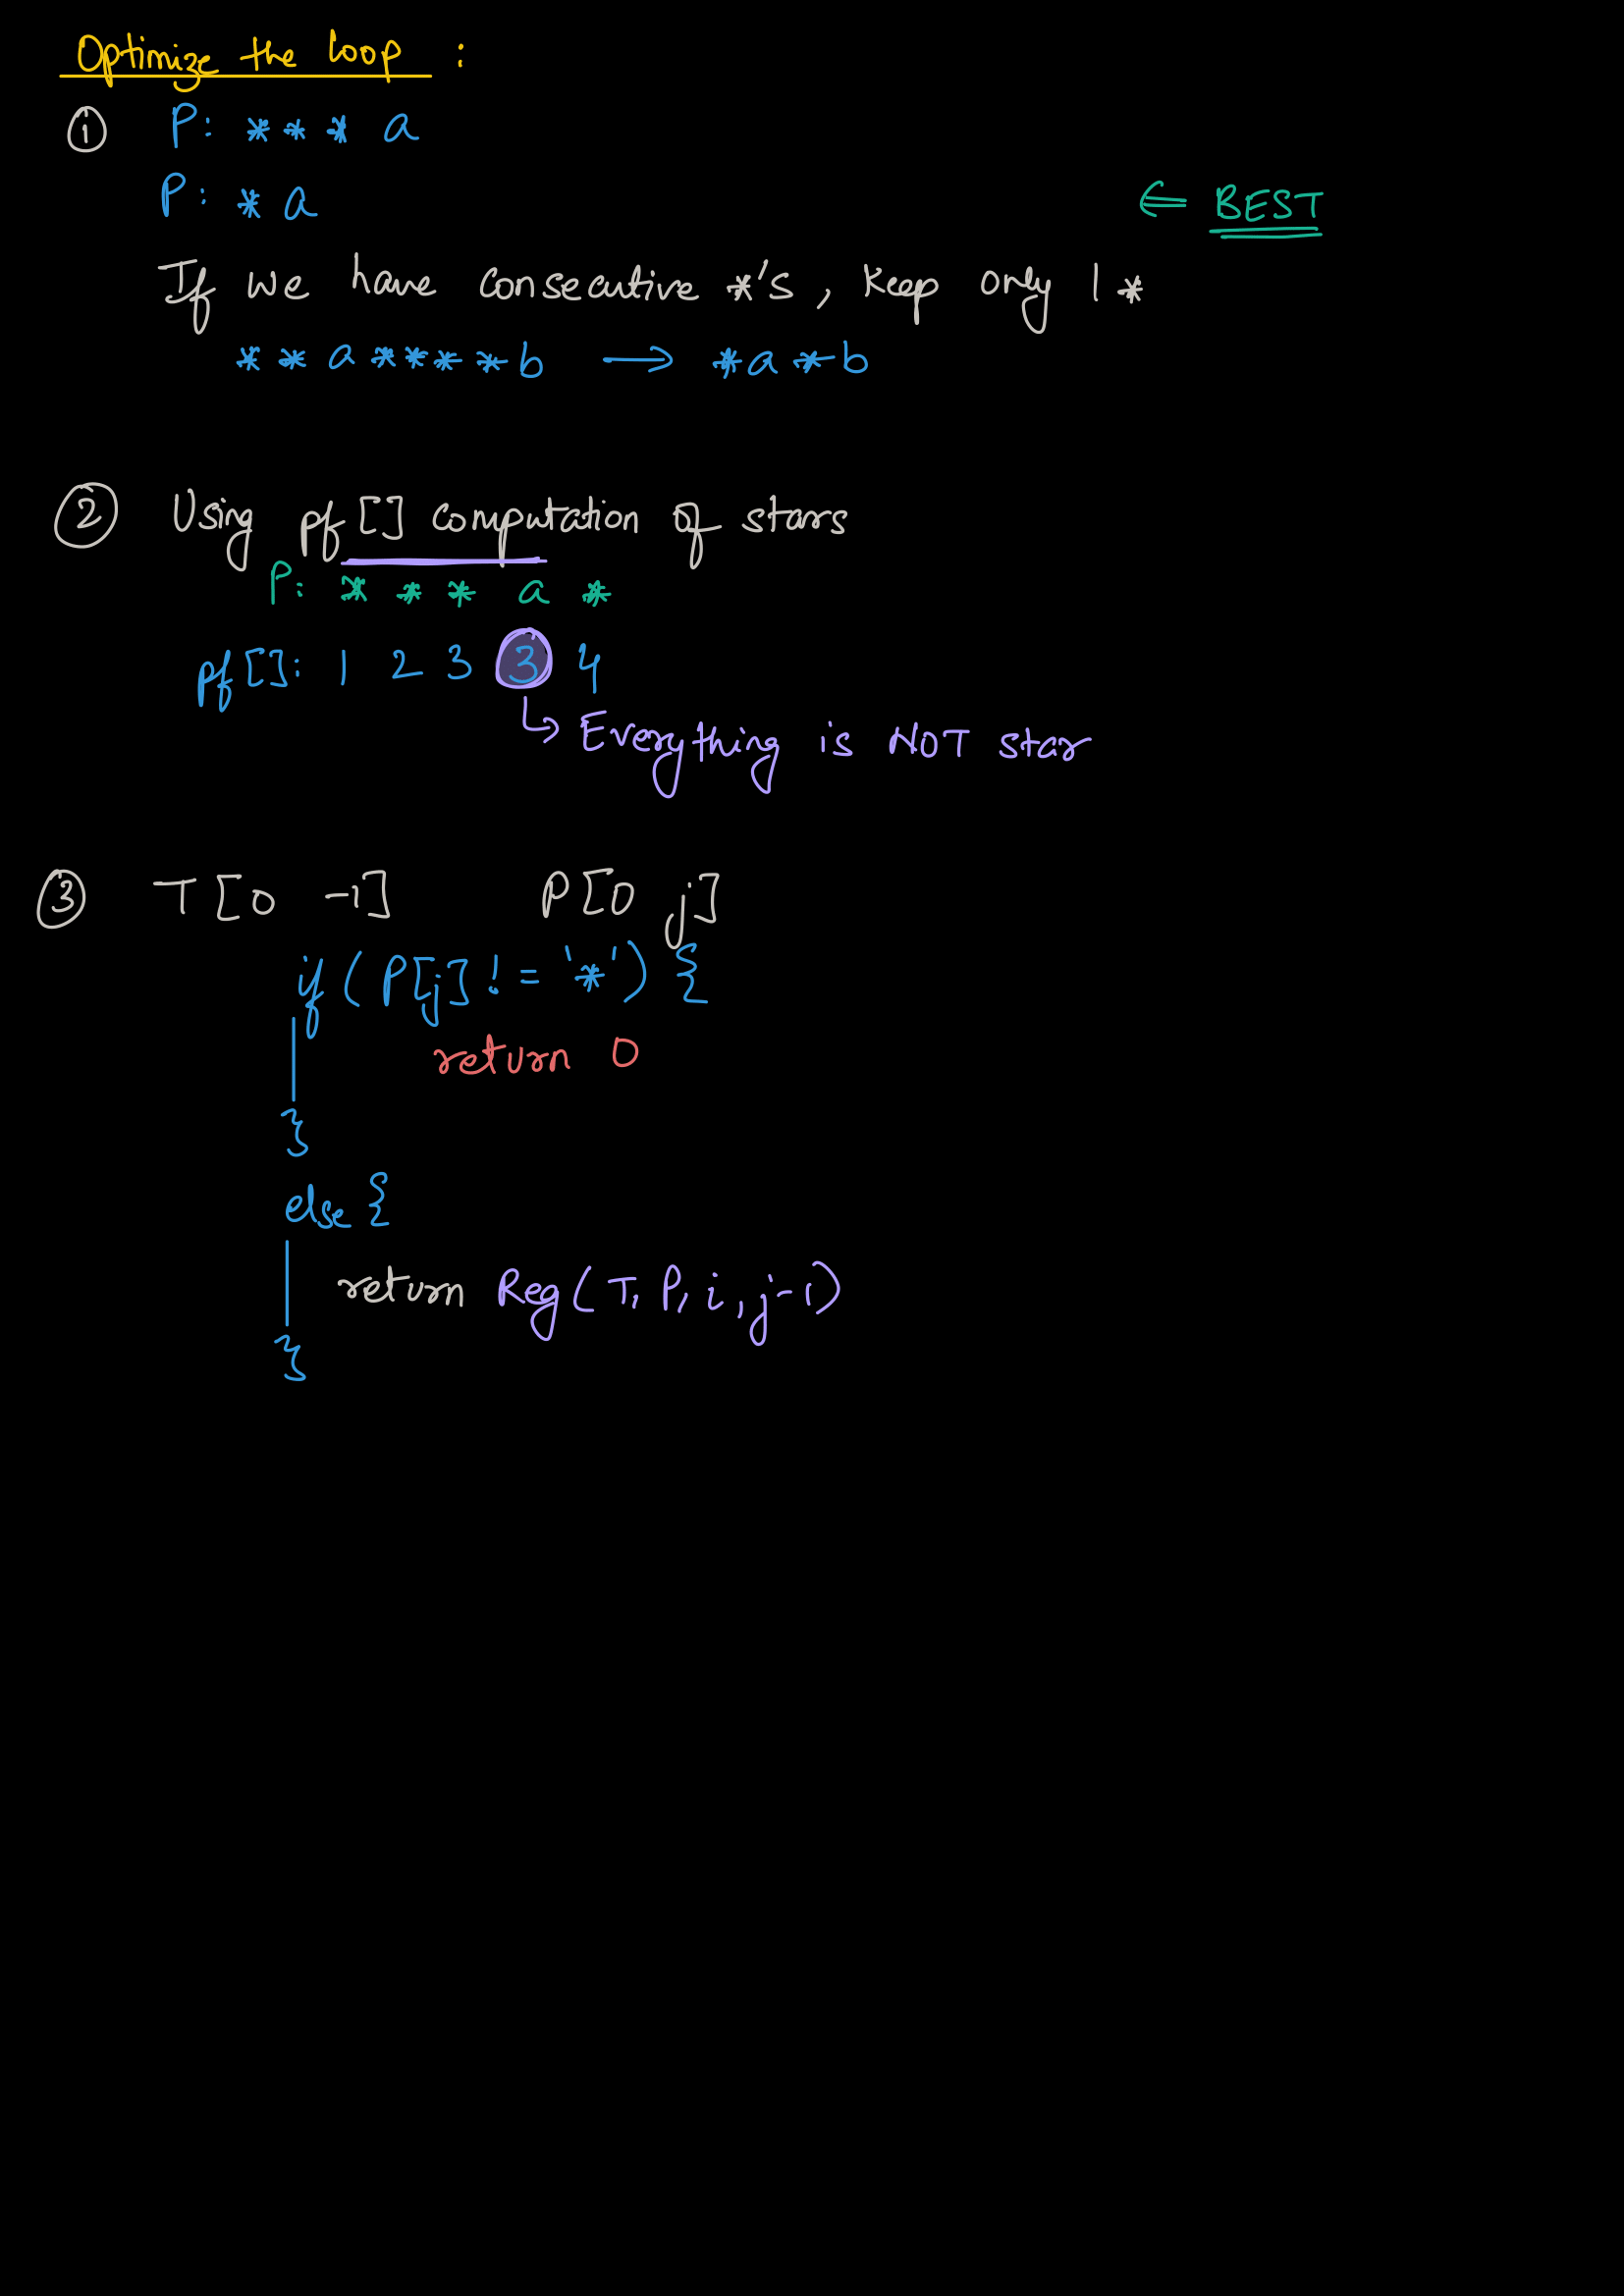 Optimize the loop :
① P: * * * a
P: * a
⇐ BEST
If we have consecutive *'s, keep only 1 *
* * a * * * * b → * a * b
② Using pf[] computation of stars
P: * * * a *
pf[]: 1 2 3 3 4
↳ Everything is NOT star
③ T[0 -1] P[0 j]
if (P[j] != '*') {
return 0
}
else {
return Reg(T, P, i, j-1)
}